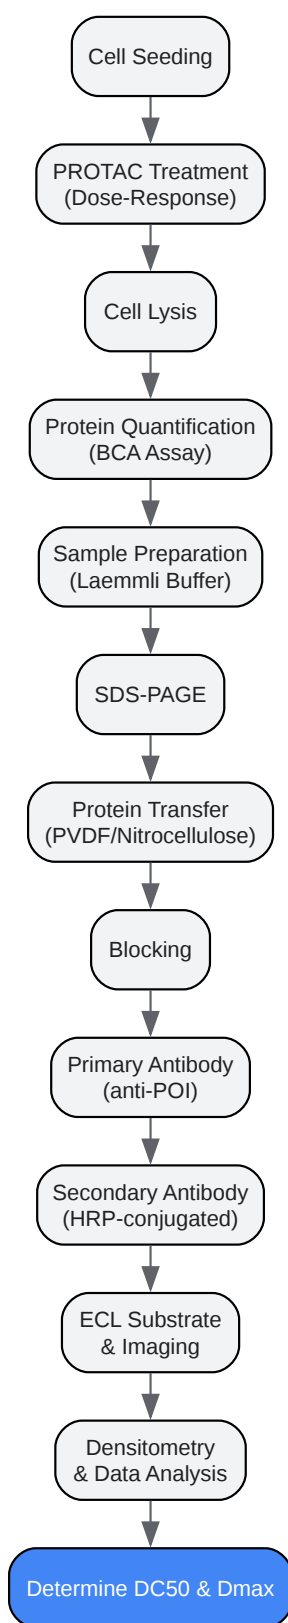 Cell Seeding
PROTAC Treatment
(Dose-Response)
Cell Lysis
Protein Quantification
(BCA Assay)
Sample Preparation
(Laemmli Buffer)
SDS-PAGE
Protein Transfer
(PVDF/Nitrocellulose)
Blocking
Primary Antibody
(anti-POI)
Secondary Antibody
(HRP-conjugated)
ECL Substrate
& Imaging
Densitometry
& Data Analysis
Determine DC50 & Dmax